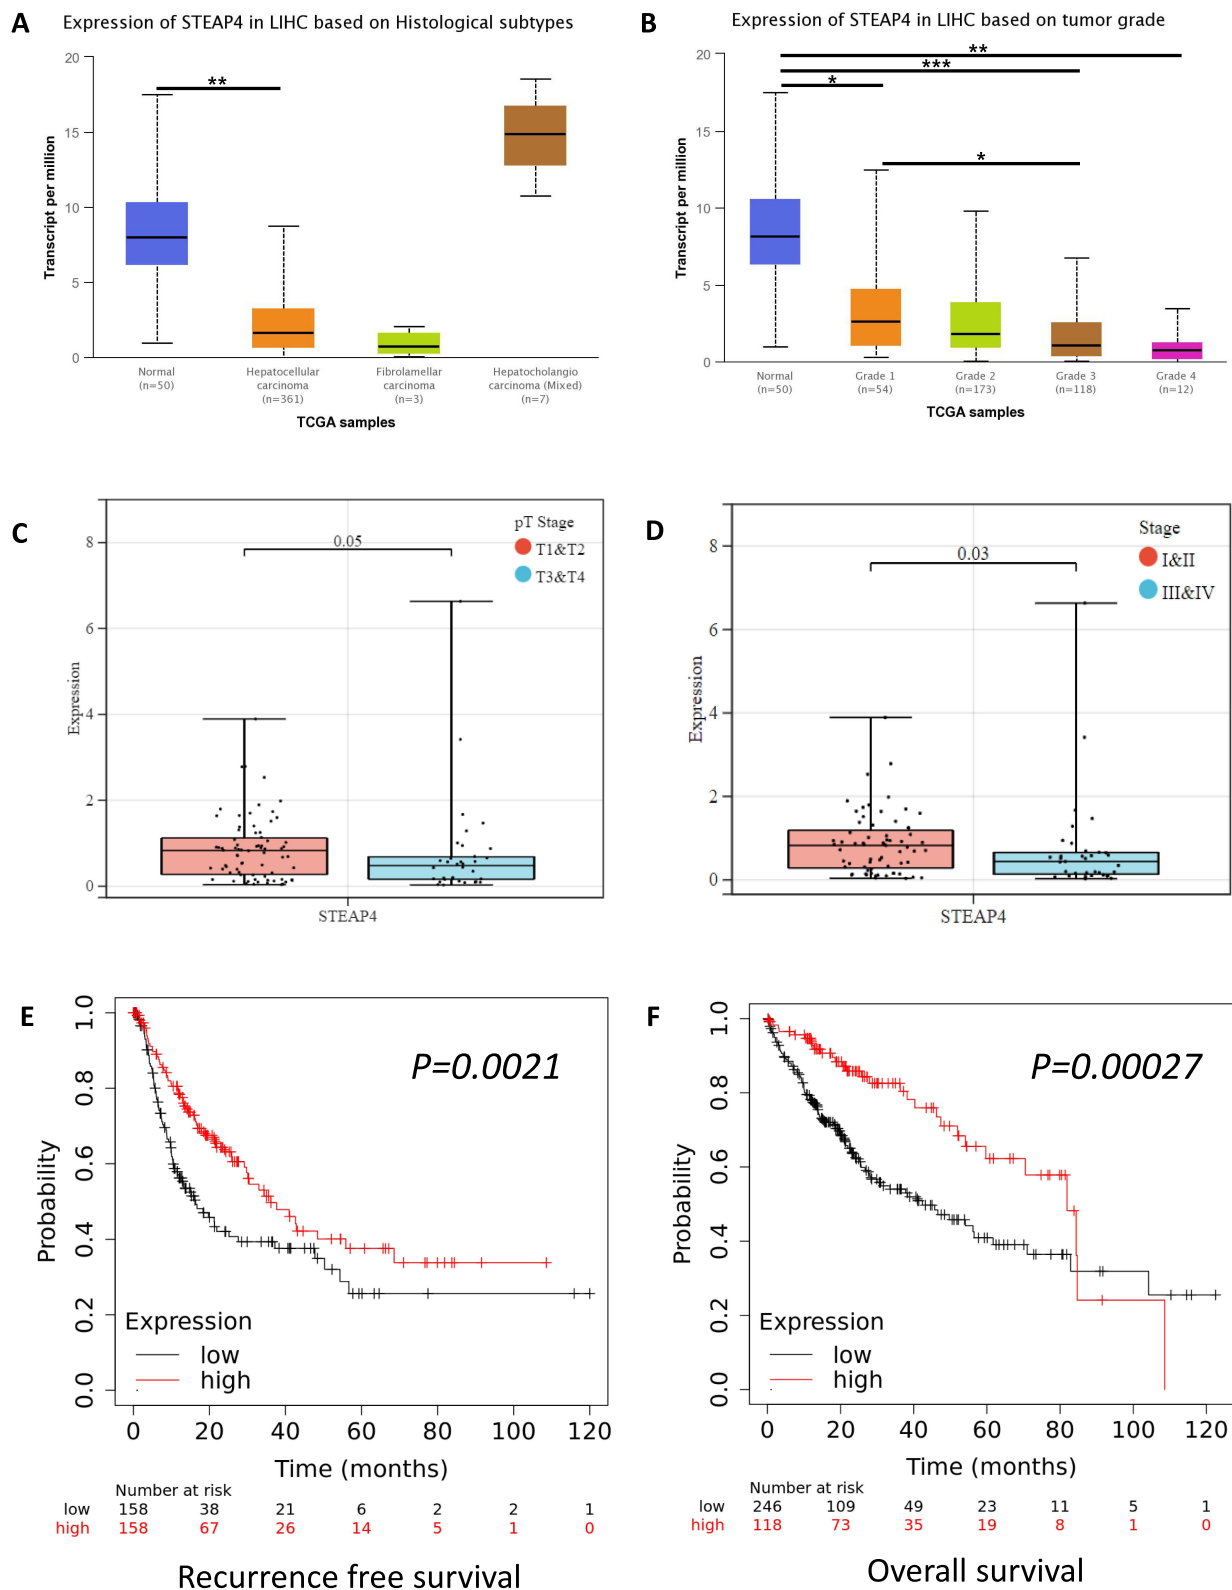 A
Expression of STEAP4 in LIHC based on Histological subtypes
Transcript per million
20
15
10
5
0
**
Normal
(n=50)
Hepatocellular
carcinoma
(n=361)
Fibrolamellar
carcinoma
(n=3)
Hepatocholangio
carcinoma (Mixed)
(n=7)
TCGA samples
B
Expression of STEAP4 in LIHC based on tumor grade
Transcript per million
20
15
10
5
0
**
***
*
*
Normal
(n=50)
Grade 1
(n=54)
Grade 2
(n=173)
Grade 3
(n=118)
Grade 4
(n=12)
TCGA samples
C
Expression
8
6
4
2
0
0.05
pT Stage
T1&T2
T3&T4
STEAP4
D
Expression
8
6
4
2
0
0.03
Stage
I&II
III&IV
STEAP4
E
Probability
1.0
0.8
0.6
0.4
0.2
0.0
P=0.0021
Expression
low
high
0 20 40 60 80 100 120
Time (months)
Number at risk
low 158 38 21 6 2 2 1
high 158 67 26 14 5 1 0
Recurrence free survival
F
Probability
1.0
0.8
0.6
0.4
0.2
0.0
P=0.00027
Expression
low
high
0 20 40 60 80 100 120
Time (months)
Number at risk
low 246 109 49 23 11 5 1
high 118 73 35 19 8 1 0
Overall survival